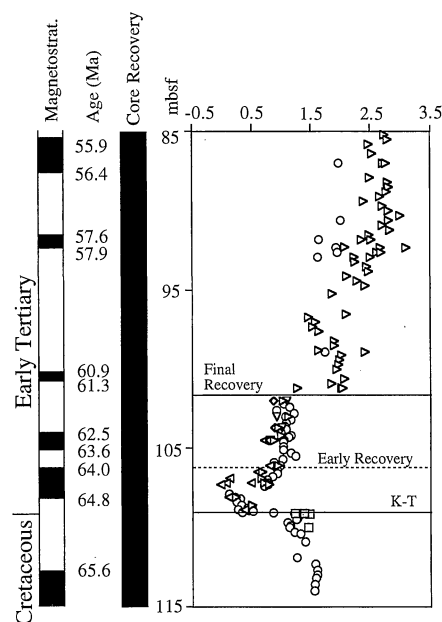 Magnetostrat.
Age (Ma)
Core Recovery
mbsf
-0.5 0.5 1.5 2.5 3.5
85
55.9
56.4
57.6
57.9
95
Early Tertiary
60.9
61.3
Final
Recovery
62.5
63.6
105
Early Recovery
64.0
64.8
K-T
Cretaceous
65.6
115